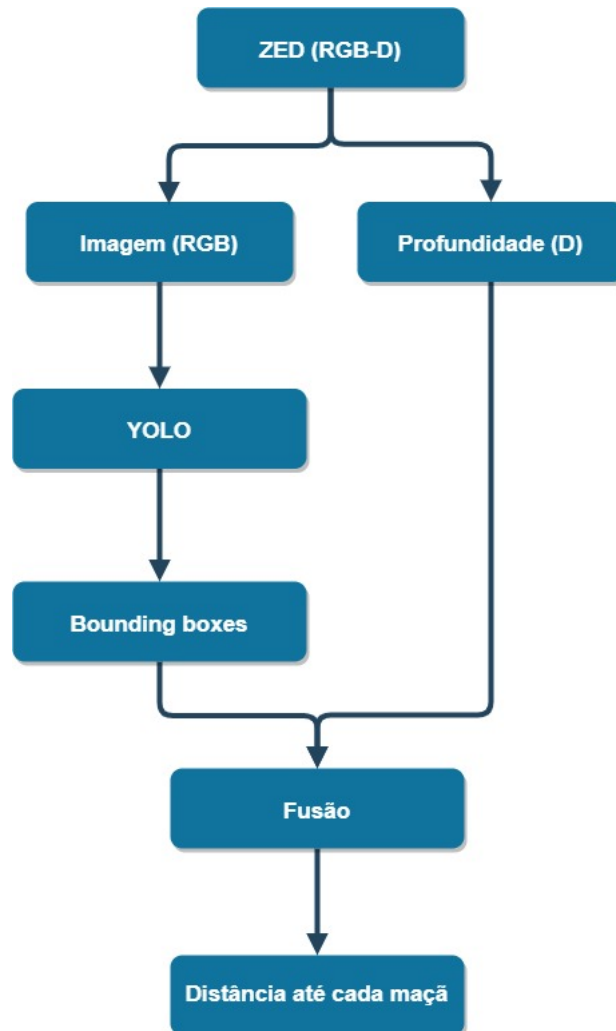 ZED (RGB-D)
Imagem (RGB)
Profundidade (D)
YOLO
Bounding boxes
Fusão
Distância até cada maçã